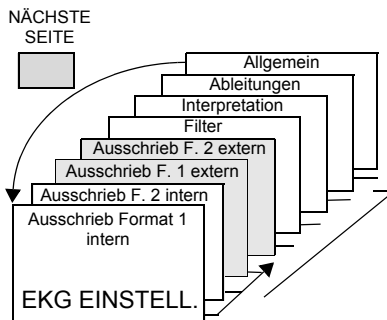 NÄCHSTE
SEITE
Allgemein
Ableitungen
Interpretation
Filter
Ausschrieb F. 2 extern
Ausschrieb F. 1 extern
Ausschrieb F. 2 intern
Ausschrieb Format 1
intern
EKG EINSTELL.